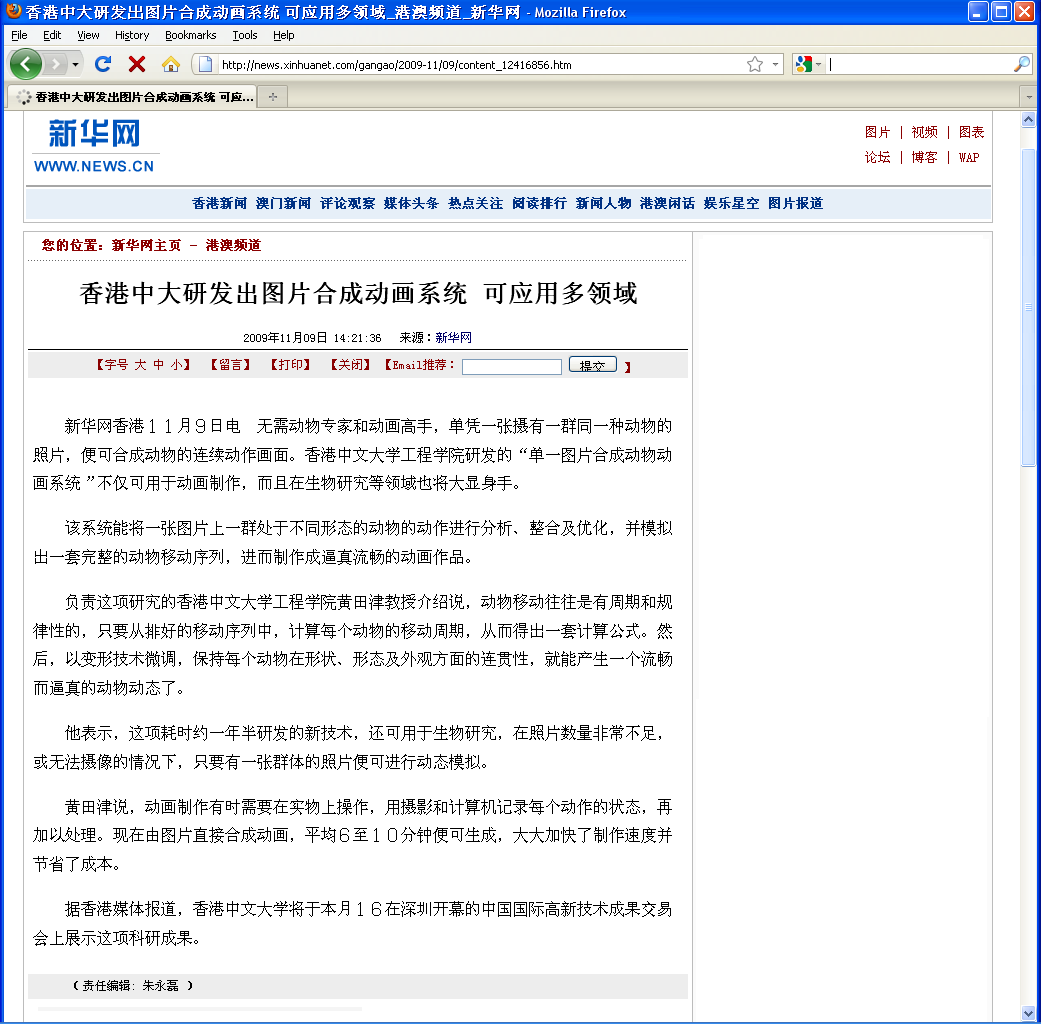 香港中大研发出图片合成动画系统 可应用多领域_港澳频道_新华网 - Mozilla Firefox
File Edit View History Bookmarks Tools Help
http://news.xinhuanet.com/gangao/2009-11/09/content_12416856.htm
香港中大研发出图片合成动画系统 可应...
新华网
WWW.NEWS.CN
图片 | 视频 | 图表
论坛 | 博客 | WAP
香港新闻 澳门新闻 评论观察 媒体头条 热点关注 阅读排行 新闻人物 港澳闲话 娱乐星空 图片报道
您的位置：新华网主页 - 港澳频道
香港中大研发出图片合成动画系统 可应用多领域
2009年11月09日 14:21:36 来源：新华网
【字号 大 中 小】 【留言】 【打印】 【关闭】 【Email推荐： 提交 】
新华网香港１１月９日电　无需动物专家和动画高手，单凭一张摄有一群同一种动物的
照片，便可合成动物的连续动作画面。香港中文大学工程学院研发的“单一图片合成动物动
画系统 ”不仅可用于动画制作，而且在生物研究等领域也将大显身手。
该系统能将一张图片上一群处于不同形态的动物的动作进行分析、整合及优化，并模拟
出一套完整的动物移动序列，进而制作成逼真流畅的动画作品。
负责这项研究的香港中文大学工程学院黄田津教授介绍说，动物移动往往是有周期和规
律性的，只要从排好的移动序列中，计算每个动物的移动周期，从而得出一套计算公式。然
后，以变形技术微调，保持每个动物在形状、形态及外观方面的连贯性，就能产生一个流畅
而逼真的动物动态了。
他表示，这项耗时约一年半研发的新技术，还可用于生物研究，在照片数量非常不足，
或无法摄像的情况下，只要有一张群体的照片便可进行动态模拟。
黄田津说，动画制作有时需要在实物上操作，用摄影和计算机记录每个动作的状态，再
加以处理。现在由图片直接合成动画，平均６至１０分钟便可生成，大大加快了制作速度并
节省了成本。
据香港媒体报道，香港中文大学将于本月１６在深圳开幕的中国国际高新技术成果交易
会上展示这项科研成果。
（ 责任编辑: 朱永磊 ）